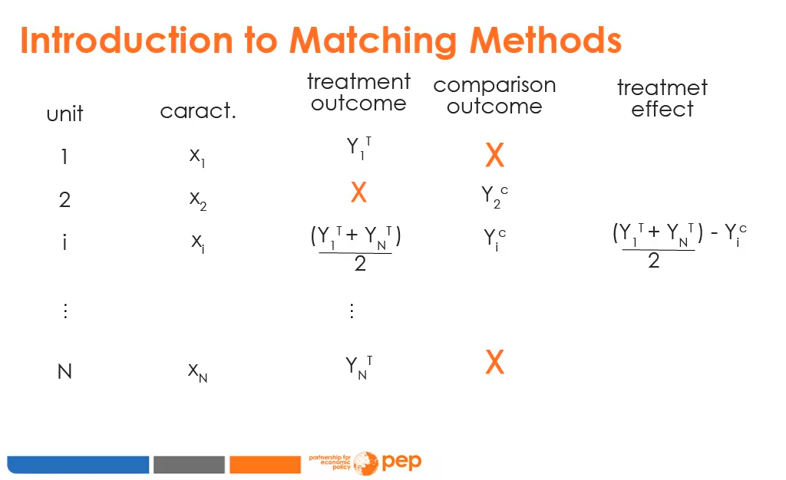 Introduction to Matching Methods
unit caract. treatment outcome comparison outcome treatmet effect
1 x₁ Y₁ᵀ X
2 x₂ X Y₂ᶜ
i xᵢ (Y₁ᵀ + Y_Nᵀ)/2 Yᵢᶜ (Y₁ᵀ + Y_Nᵀ)/2 - Yᵢᶜ
⋮ ⋮
N x_N Y_Nᵀ X
partnership for
economic
policy
pep